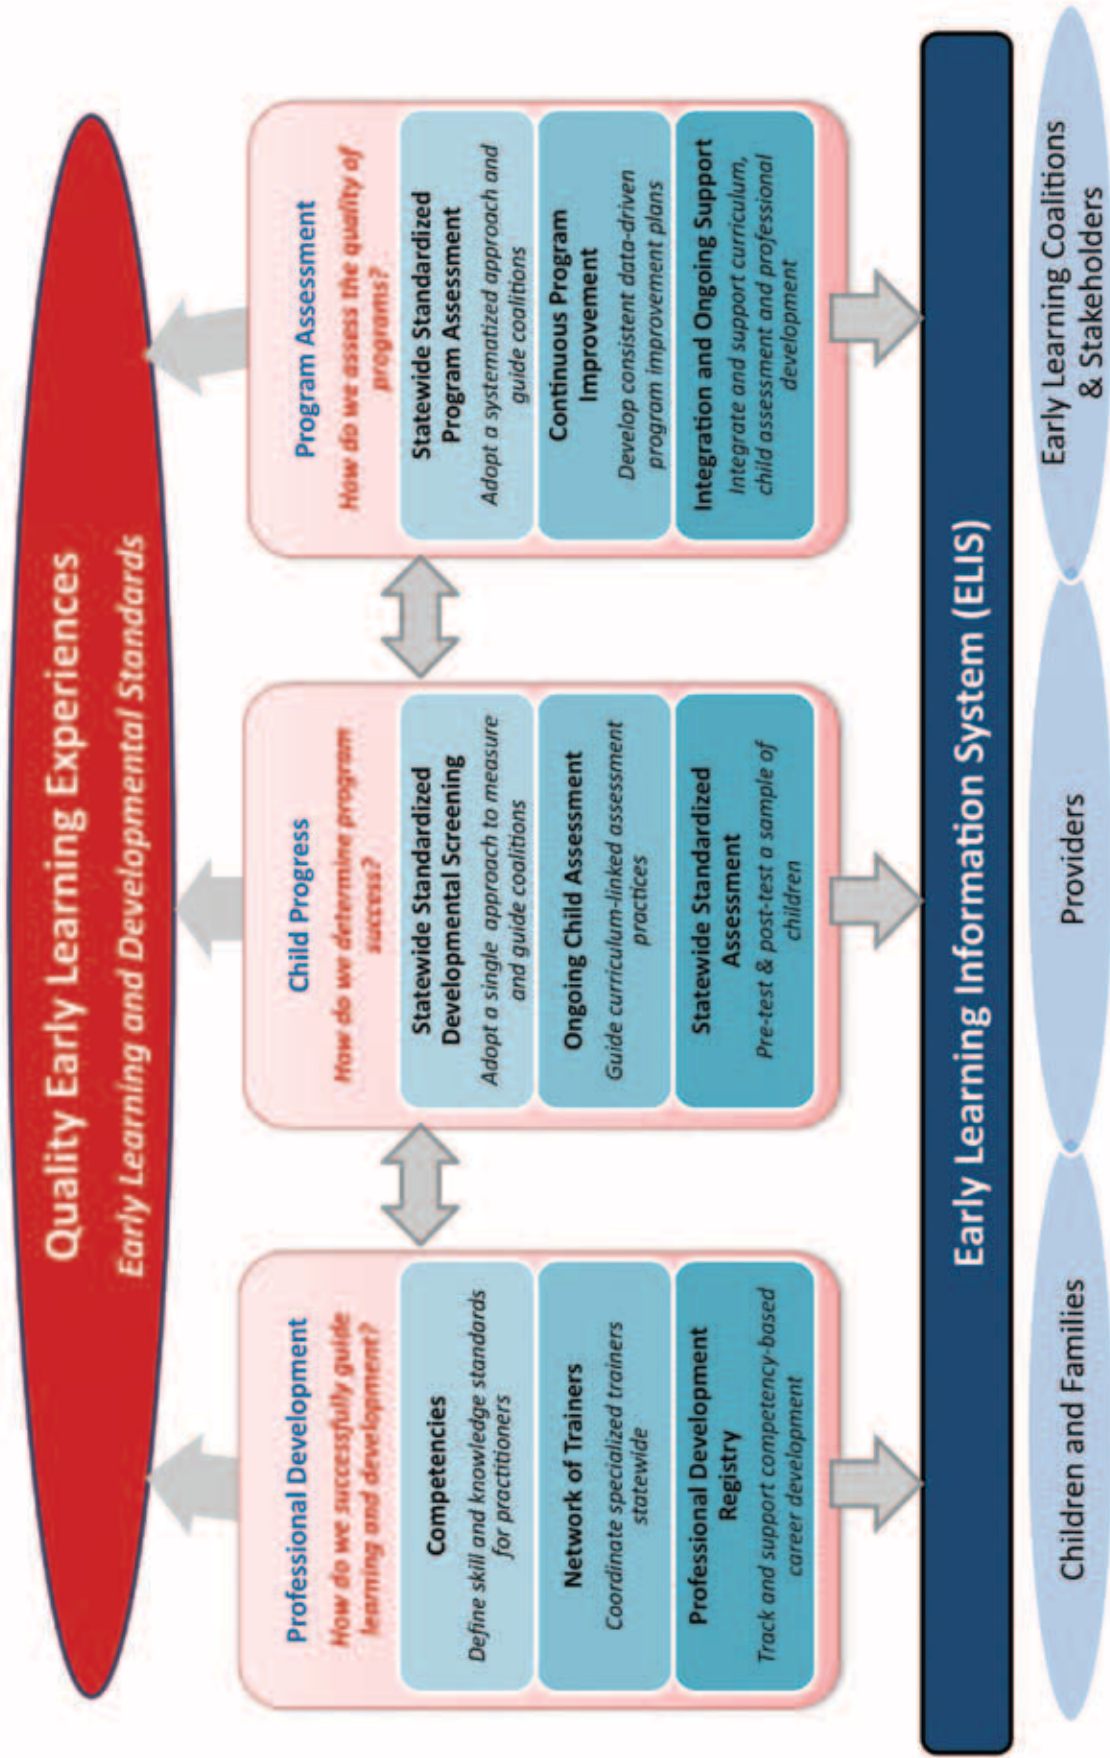 Quality Early Learning Experiences
Early Learning and Developmental Standards
Professional Development
How do we successfully guide
learning and development?
Competencies
Define skill and knowledge standards
for practitioners
Network of Trainers
Coordinate specialized trainers
statewide
Professional Development
Registry
Track and support competency-based
career development
Child Progress
How do we determine program
success?
Statewide Standardized
Developmental Screening
Adopt a single approach to measure
and guide coalitions
Ongoing Child Assessment
Guide curriculum-linked assessment
practices
Statewide Standardized
Assessment
Pre-test & post-test a sample of
children
Program Assessment
How do we assess the quality of
programs?
Statewide Standardized
Program Assessment
Adopt a systematized approach and
guide coalitions
Continuous Program
Improvement
Develop consistent data-driven
program improvement plans
Integration and Ongoing Support
Integrate and support curriculum,
child assessment and professional
development
Early Learning Information System (ELIS)
Children and Families
Providers
Early Learning Coalitions
& Stakeholders